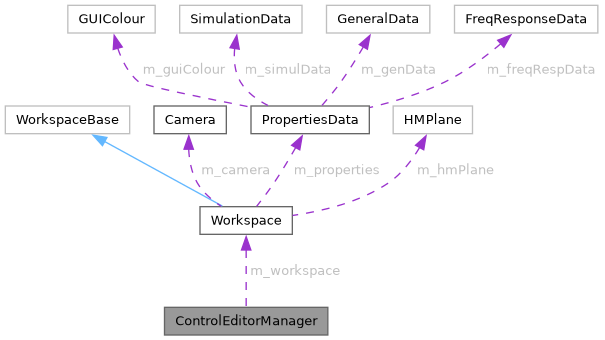 GUIColour
SimulationData
GeneralData
FreqResponseData
m_guiColour
m_simulData
m_genData
m_freqRespData
WorkspaceBase
Camera
PropertiesData
HMPlane
m_camera
m_properties
m_hmPlane
Workspace
m_workspace
ControlEditorManager